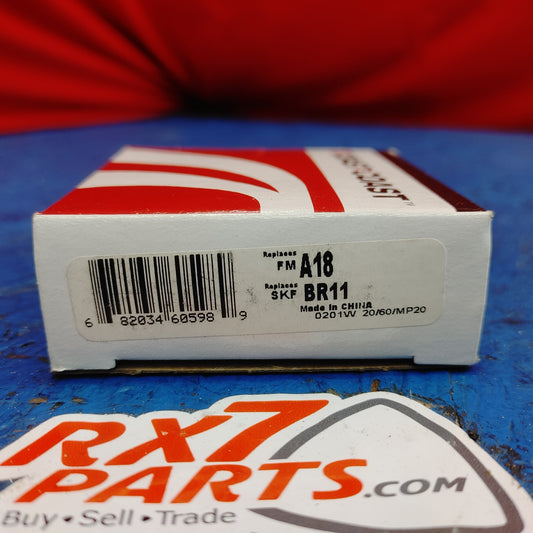 COAST™
Replaces
FM A18
Replaces
SKF BR11
Made in CHINA
0201W 20/60/MP20
6 82034 60598 9
RX7
PARTS.COM
Buy • Sell • Trade